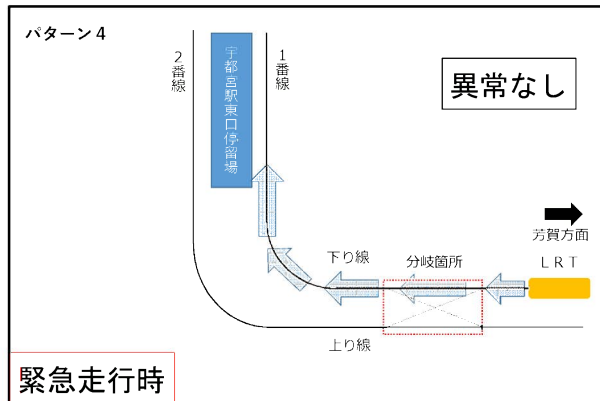 パターン４
２番線
宇都宮駅東口停留場
１番線
異常なし
芳賀方面
ＬＲＴ
下り線
分岐箇所
上り線
緊急走行時